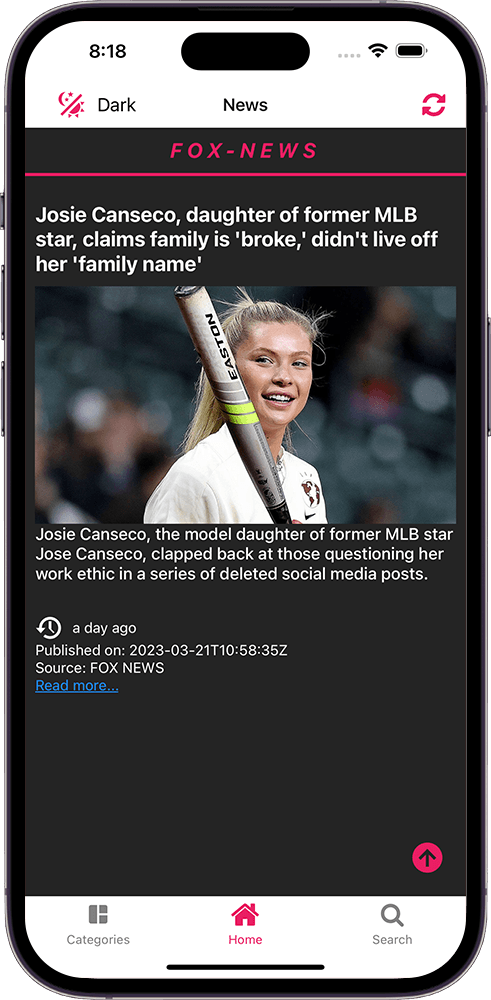 8:18
Dark
News
FOX-NEWS
Josie Canseco, daughter of former MLB
star, claims family is 'broke,' didn't live off
her 'family name'
EASTON
Josie Canseco, the model daughter of former MLB star
Jose Canseco, clapped back at those questioning her
work ethic in a series of deleted social media posts.
a day ago
Published on: 2023-03-21T10:58:35Z
Source: FOX NEWS
Read more...
Categories
Home
Search